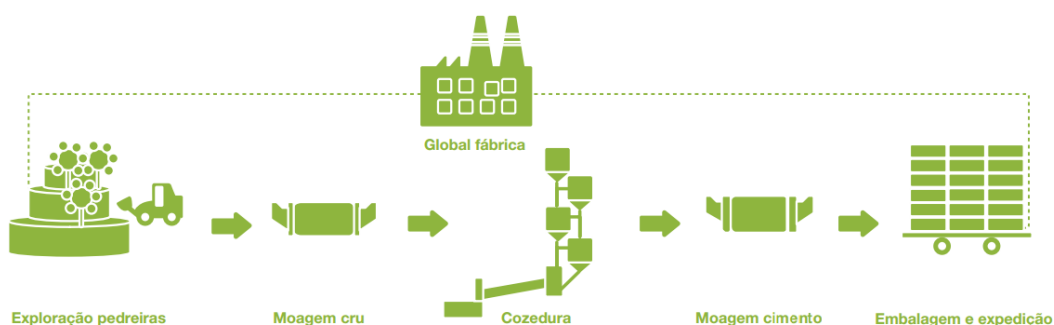 Global fábrica
Exploração pedreiras
Moagem cru
Cozedura
Moagem cimento
Embalagem e expedição